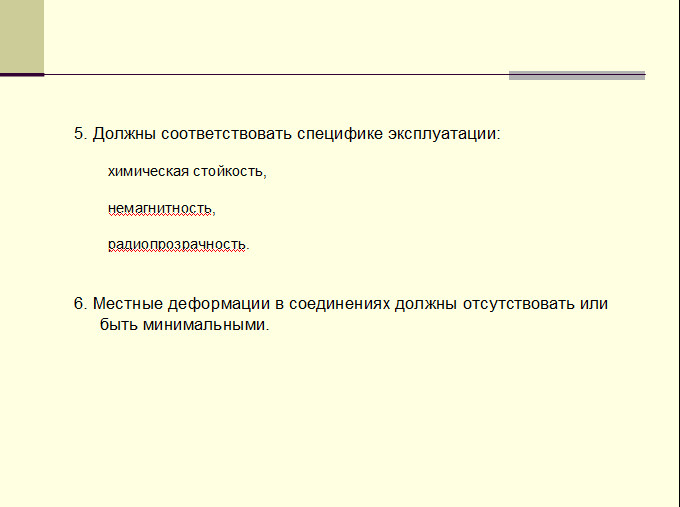 5. Должны соответствовать специфике эксплуатации:
химическая стойкость,
немагнитность,
радиопрозрачность.
6. Местные деформации в соединениях должны отсутствовать или
быть минимальными.